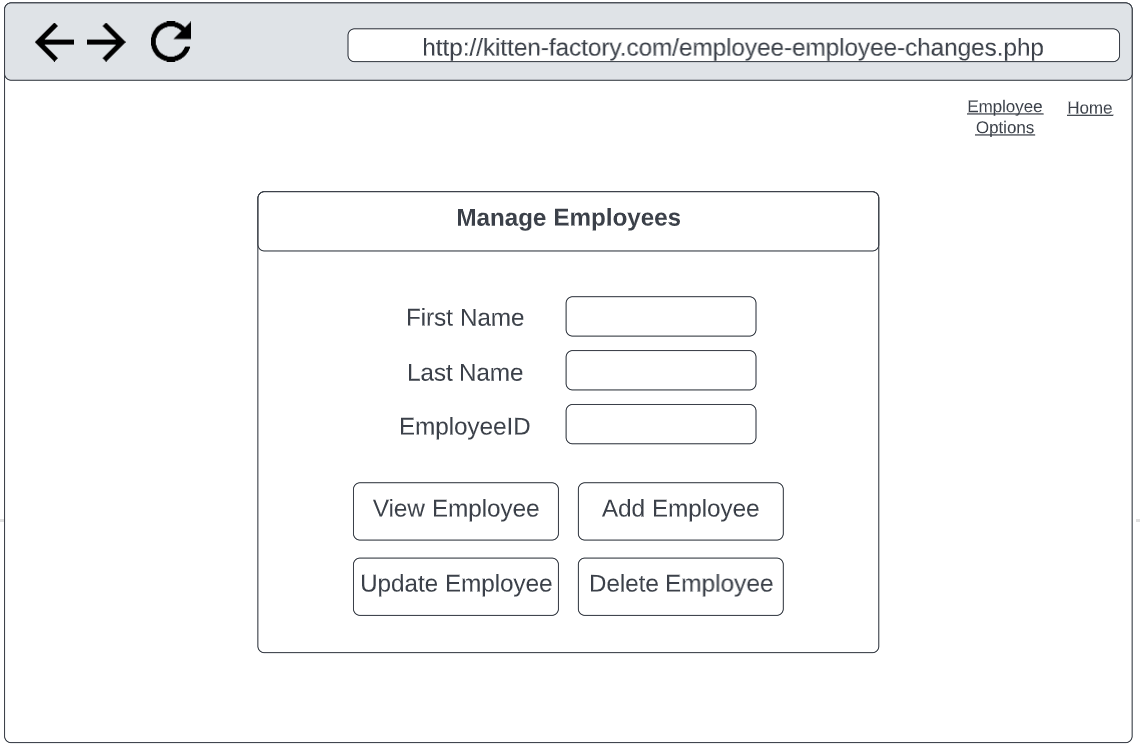 http://kitten-factory.com/employee-employee-changes.php
Employee
Options
Home
Manage Employees
First Name
Last Name
EmployeeID
View Employee
Add Employee
Update Employee
Delete Employee